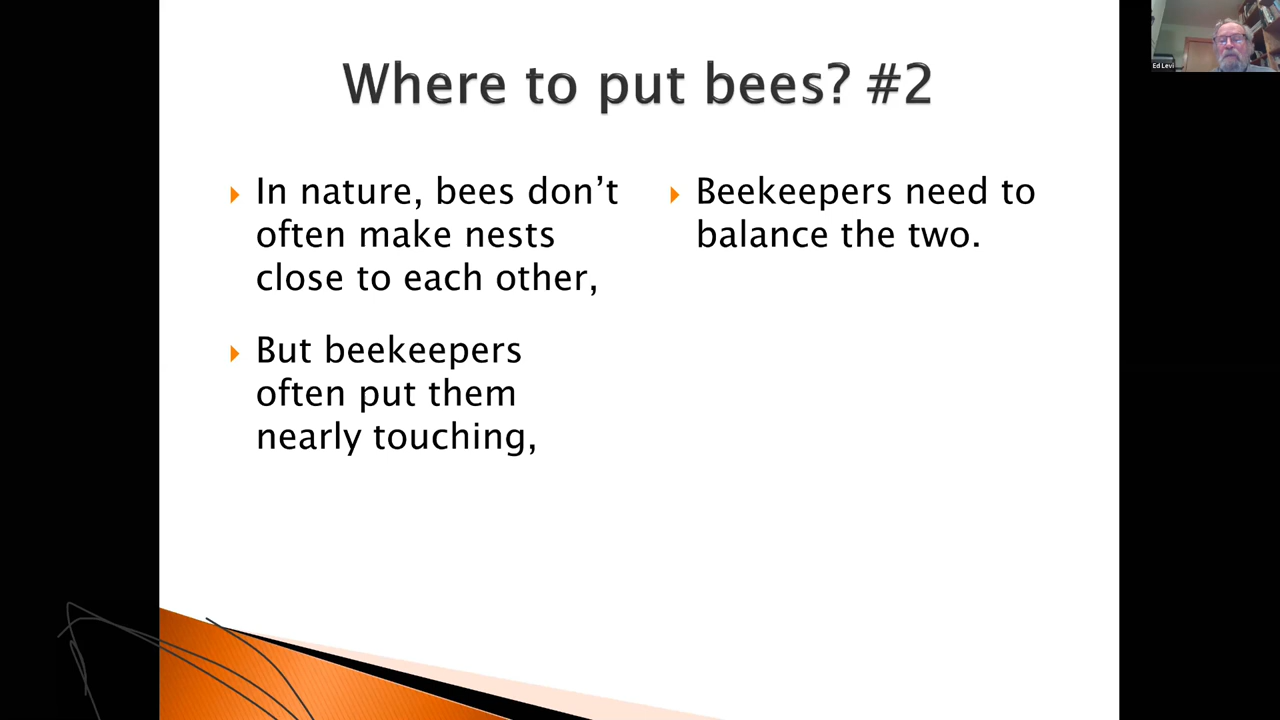 Where to put bees? #2
In nature, bees don’t
often make nests
close to each other,
But beekeepers
often put them
nearly touching,
Beekeepers need to
balance the two.
Ed Levi